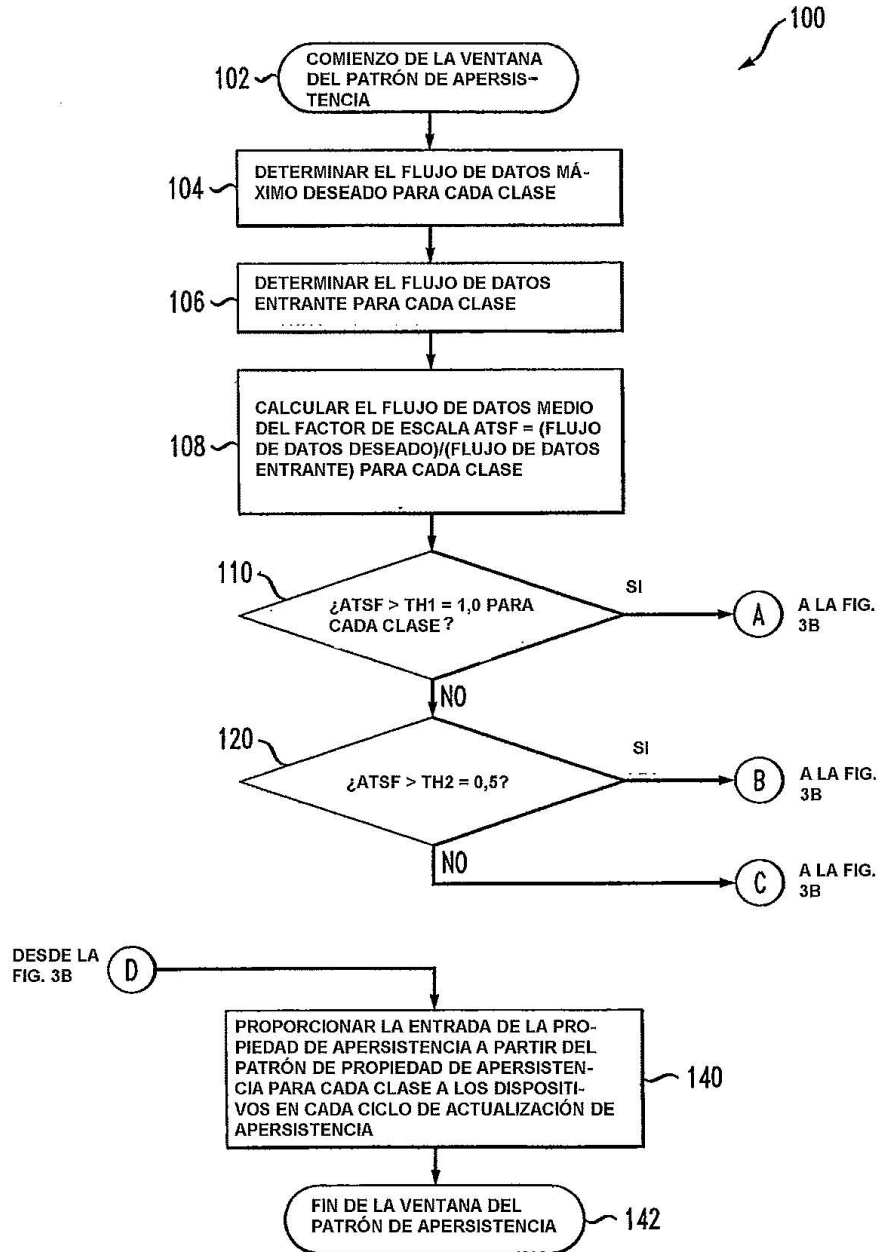 100
102
COMIENZO DE LA VENTANA
DEL PATRÓN DE APERSIS-
TENCIA
104
DETERMINAR EL FLUJO DE DATOS MÁ-
XIMO DESEADO PARA CADA CLASE
106
DETERMINAR EL FLUJO DE DATOS
ENTRANTE PARA CADA CLASE
108
CALCULAR EL FLUJO DE DATOS MEDIO
DEL FACTOR DE ESCALA ATSF = (FLUJO
DE DATOS DESEADO)/(FLUJO DE DATOS
ENTRANTE) PARA CADA CLASE
110
¿ATSF > TH1 = 1,0 PARA
CADA CLASE?
SI
A
A LA FIG.
3B
NO
120
¿ATSF > TH2 = 0,5?
SI
B
A LA FIG.
3B
NO
C
A LA FIG.
3B
DESDE LA
FIG. 3B
D
PROPORCIONAR LA ENTRADA DE LA PRO-
PIEDAD DE APERSISTENCIA A PARTIR DEL
PATRÓN DE PROPIEDAD DE APERSISTEN-
CIA PARA CADA CLASE A LOS DISPOSITI-
VOS EN CADA CICLO DE ACTUALIZACIÓN DE
APERSISTENCIA
140
FIN DE LA VENTANA DEL
PATRÓN DE APERSISTENCIA
142